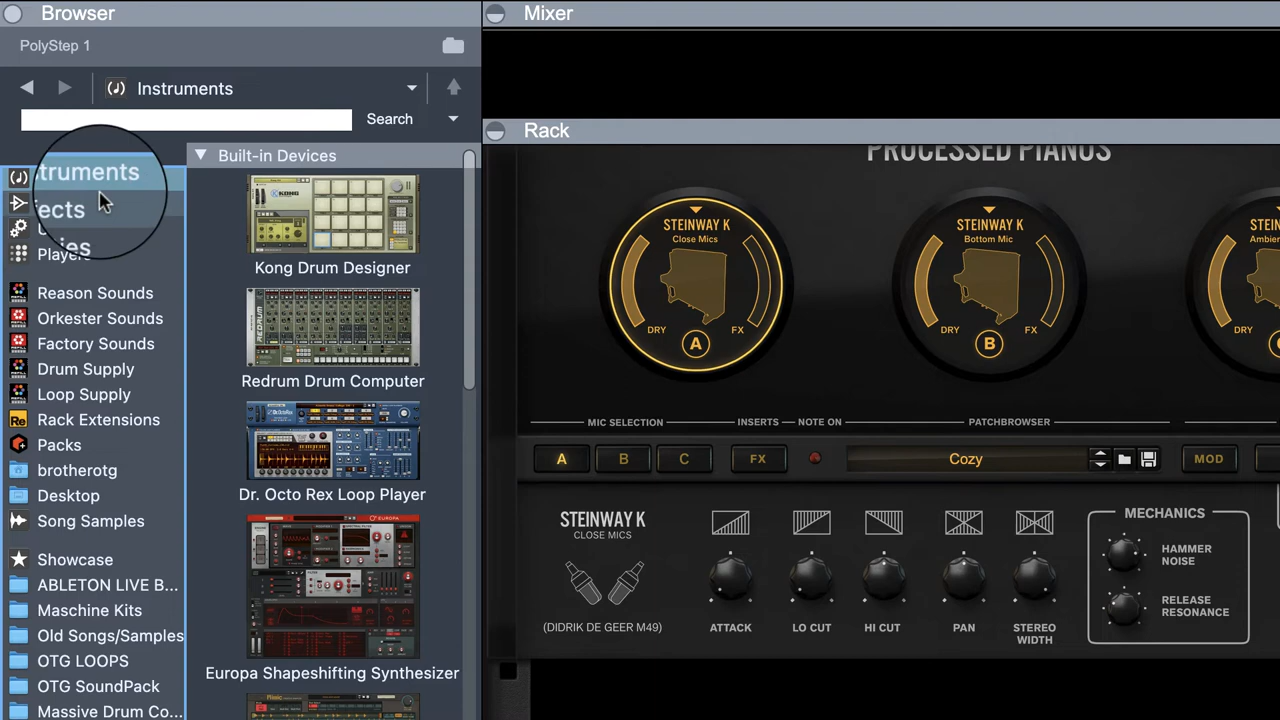 Browser
Mixer
PolyStep 1
Instruments
Search
Rack
Built-in Devices
truments
ects
ies
Players
Reason Sounds
Orkester Sounds
Factory Sounds
Drum Supply
Loop Supply
Rack Extensions
Packs
brotherotg
Desktop
Song Samples
Showcase
ABLETON LIVE B...
Maschine Kits
Old Songs/Samples
OTG LOOPS
OTG SoundPack
Massive Drum Co...
Kong Drum Designer
Redrum Drum Computer
Dr. Octo Rex Loop Player
Europa Shapeshifting Synthesizer
PROCESSED PIANOS
STEINWAY K
Close Mics
DRY
FX
A
STEINWAY K
Bottom Mic
DRY
FX
B
Ambien
DRY
MIC SELECTION
INSERTS
NOTE ON
PATCHBROWSER
A
B
C
FX
Cozy
MOD
STEINWAY K
CLOSE MICS
(DIDRIK DE GEER M49)
ATTACK
LO CUT
HI CUT
PAN
STEREO
WIDTH
MECHANICS
HAMMER
NOISE
RELEASE
RESONANCE